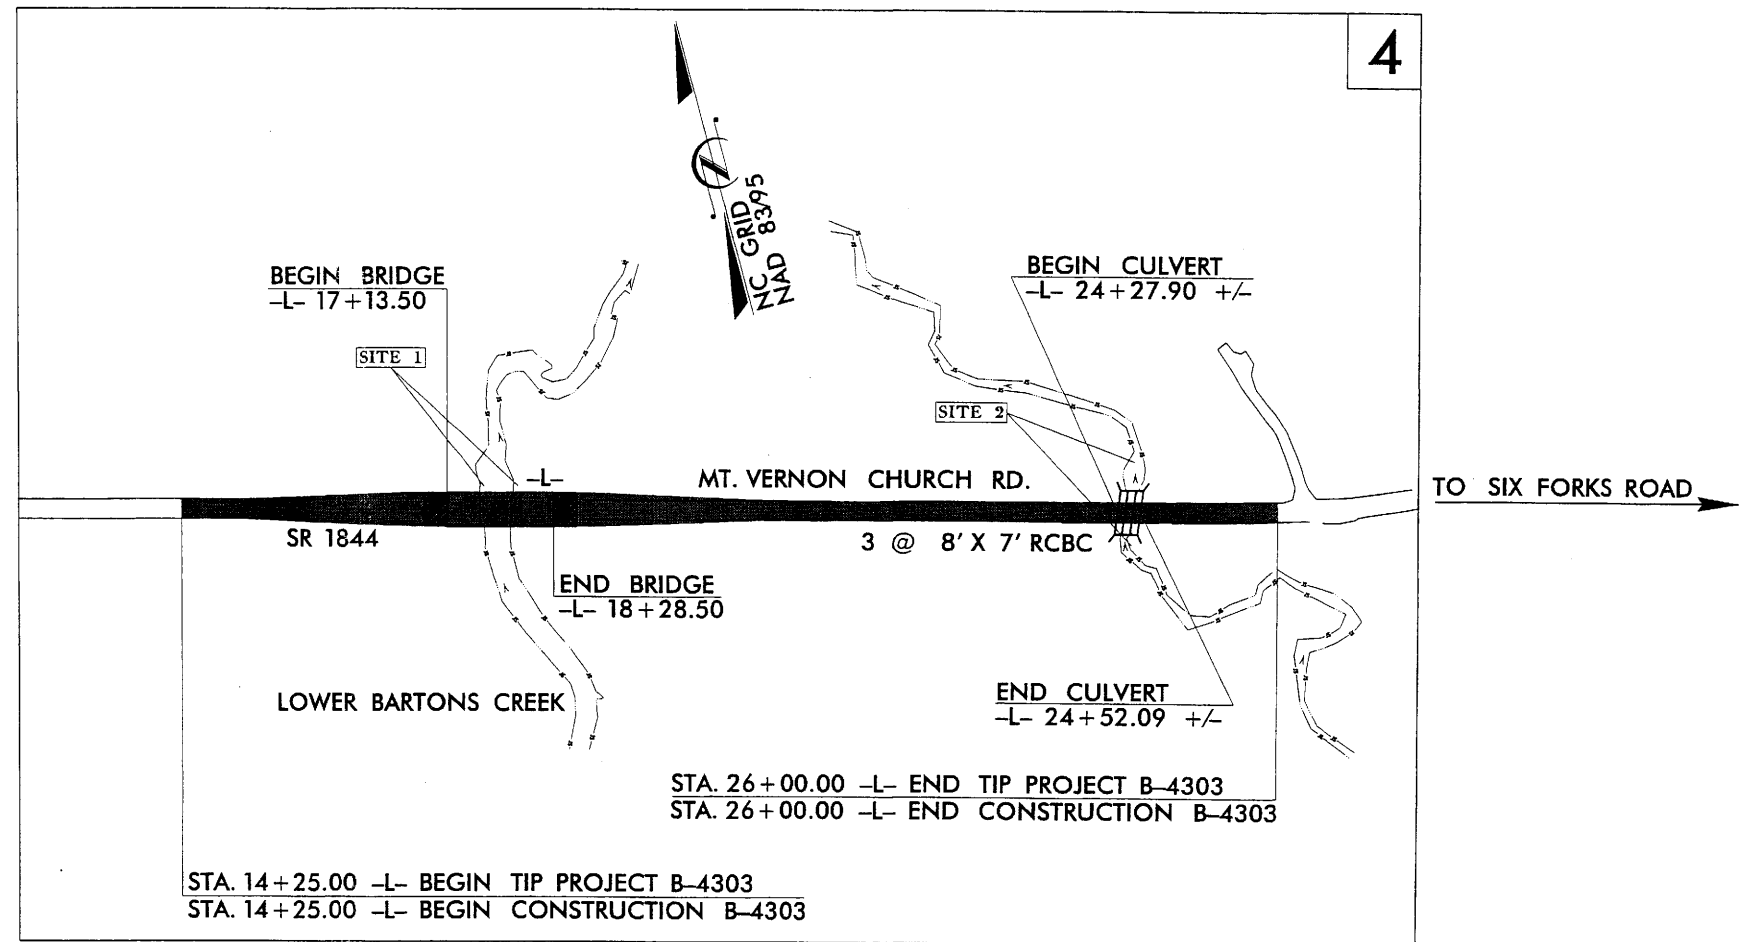 4
NC GRID
NAD 83/95
BEGIN BRIDGE
-L- 17+13.50
SITE 1
BEGIN CULVERT
-L- 24+27.90 +/-
SITE 2
-L-
MT. VERNON CHURCH RD.
TO SIX FORKS ROAD
SR 1844
3 @ 8' X 7' RCBC
END BRIDGE
-L- 18+28.50
LOWER BARTONS CREEK
END CULVERT
-L- 24+52.09 +/-
STA. 26+00.00 -L- END TIP PROJECT B-4303
STA. 26+00.00 -L- END CONSTRUCTION B-4303
STA. 14+25.00 -L- BEGIN TIP PROJECT B-4303
STA. 14+25.00 -L- BEGIN CONSTRUCTION B-4303